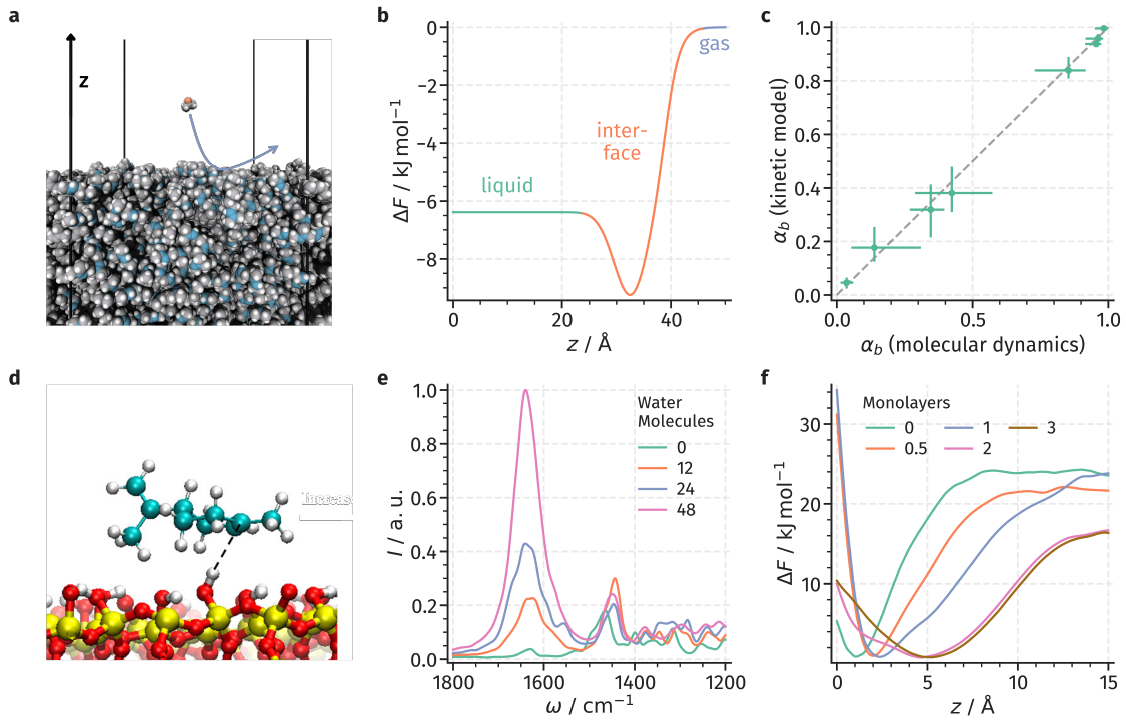 a
z
b
ΔF / kJ mol⁻¹
0
−2
−4
−6
−8
liquid
inter-
face
gas
0
20
40
z / Å
c
α_b (kinetic model)
1.0
0.8
0.6
0.4
0.2
0.0
0.0
0.5
1.0
α_b (molecular dynamics)
d
Increas
e
I / a. u.
1.0
0.8
0.6
0.4
0.2
0.0
Water
Molecules
0
12
24
48
1800
1600
1400
1200
ω / cm⁻¹
f
ΔF / kJ mol⁻¹
30
20
10
Monolayers
0
1
3
0.5
2
0
5
10
15
z / Å